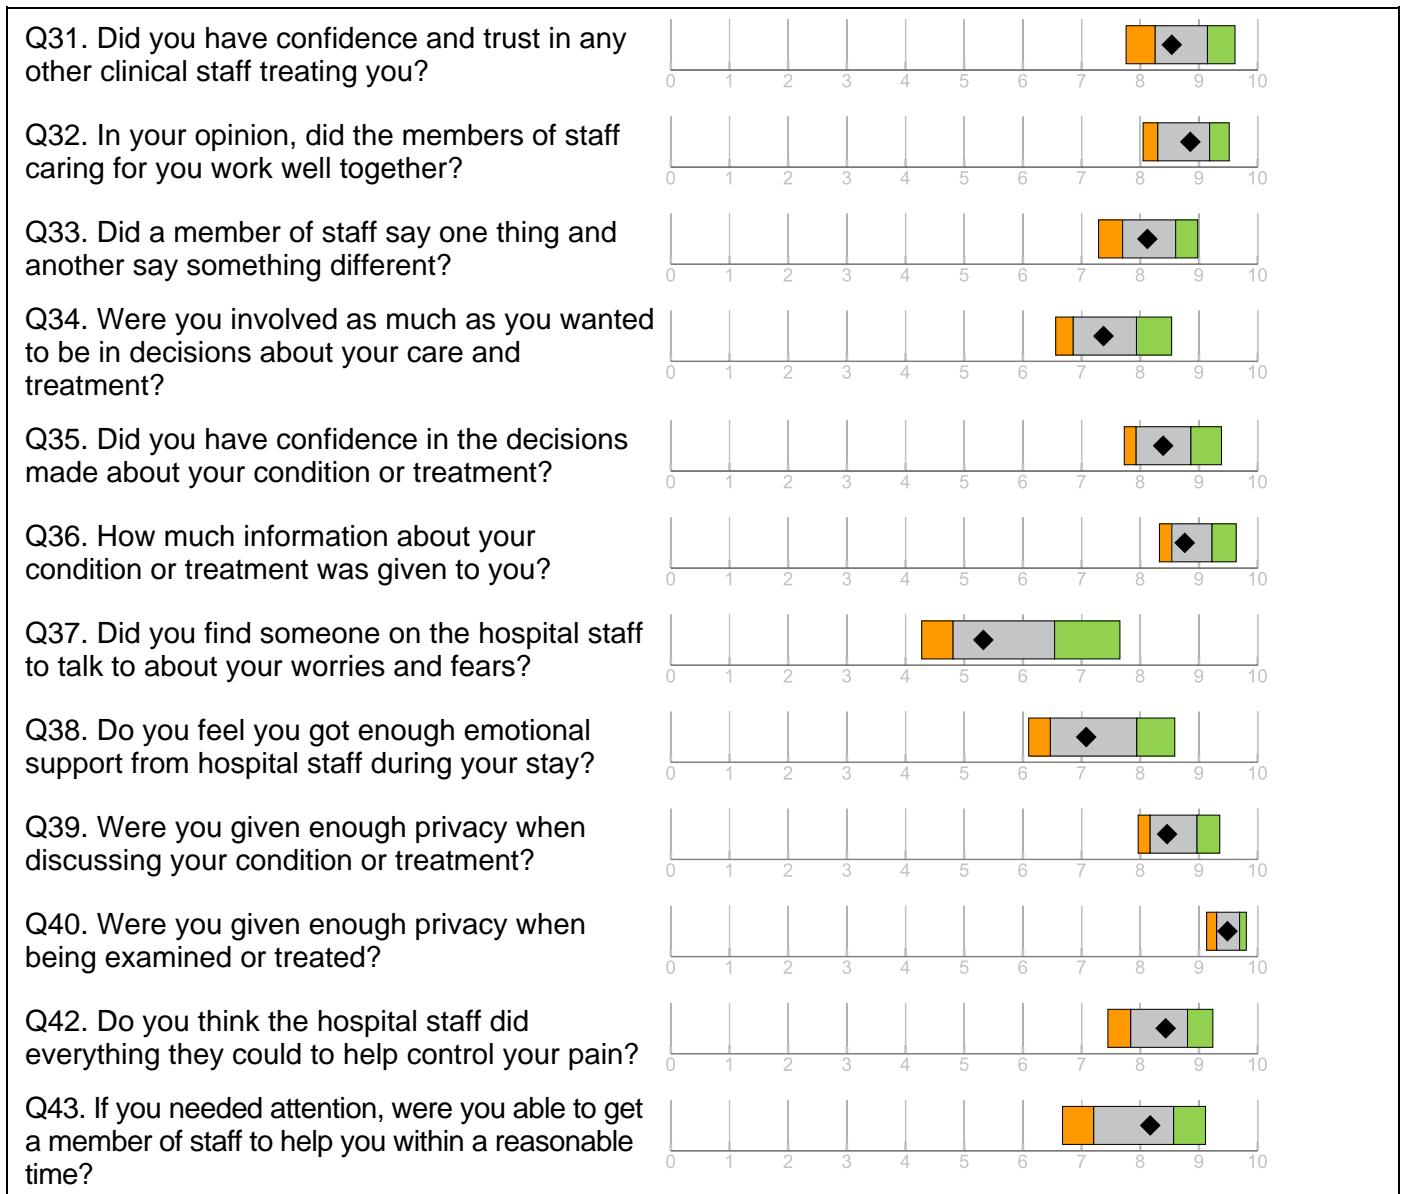 Q31. Did you have confidence and trust in any
other clinical staff treating you?
0 1 2 3 4 5 6 7 8 9 10
Q32. In your opinion, did the members of staff
caring for you work well together?
0 1 2 3 4 5 6 7 8 9 10
Q33. Did a member of staff say one thing and
another say something different?
0 1 2 3 4 5 6 7 8 9 10
Q34. Were you involved as much as you wanted
to be in decisions about your care and
treatment?
0 1 2 3 4 5 6 7 8 9 10
Q35. Did you have confidence in the decisions
made about your condition or treatment?
0 1 2 3 4 5 6 7 8 9 10
Q36. How much information about your
condition or treatment was given to you?
0 1 2 3 4 5 6 7 8 9 10
Q37. Did you find someone on the hospital staff
to talk to about your worries and fears?
0 1 2 3 4 5 6 7 8 9 10
Q38. Do you feel you got enough emotional
support from hospital staff during your stay?
0 1 2 3 4 5 6 7 8 9 10
Q39. Were you given enough privacy when
discussing your condition or treatment?
0 1 2 3 4 5 6 7 8 9 10
Q40. Were you given enough privacy when
being examined or treated?
0 1 2 3 4 5 6 7 8 9 10
Q42. Do you think the hospital staff did
everything they could to help control your pain?
0 1 2 3 4 5 6 7 8 9 10
Q43. If you needed attention, were you able to get
a member of staff to help you within a reasonable
time?
0 1 2 3 4 5 6 7 8 9 10